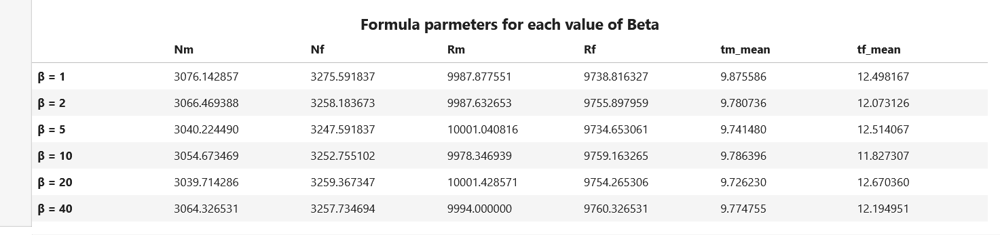 Formula parmeters for each value of Beta
Nm Nf Rm Rf tm_mean tf_mean
β = 1 3076.142857 3275.591837 9987.877551 9738.816327 9.875586 12.498167
β = 2 3066.469388 3258.183673 9987.632653 9755.897959 9.780736 12.073126
β = 5 3040.224490 3247.591837 10001.040816 9734.653061 9.741480 12.514067
β = 10 3054.673469 3252.755102 9978.346939 9759.163265 9.786396 11.827307
β = 20 3039.714286 3259.367347 10001.428571 9754.265306 9.726230 12.670360
β = 40 3064.326531 3257.734694 9994.000000 9760.326531 9.774755 12.194951